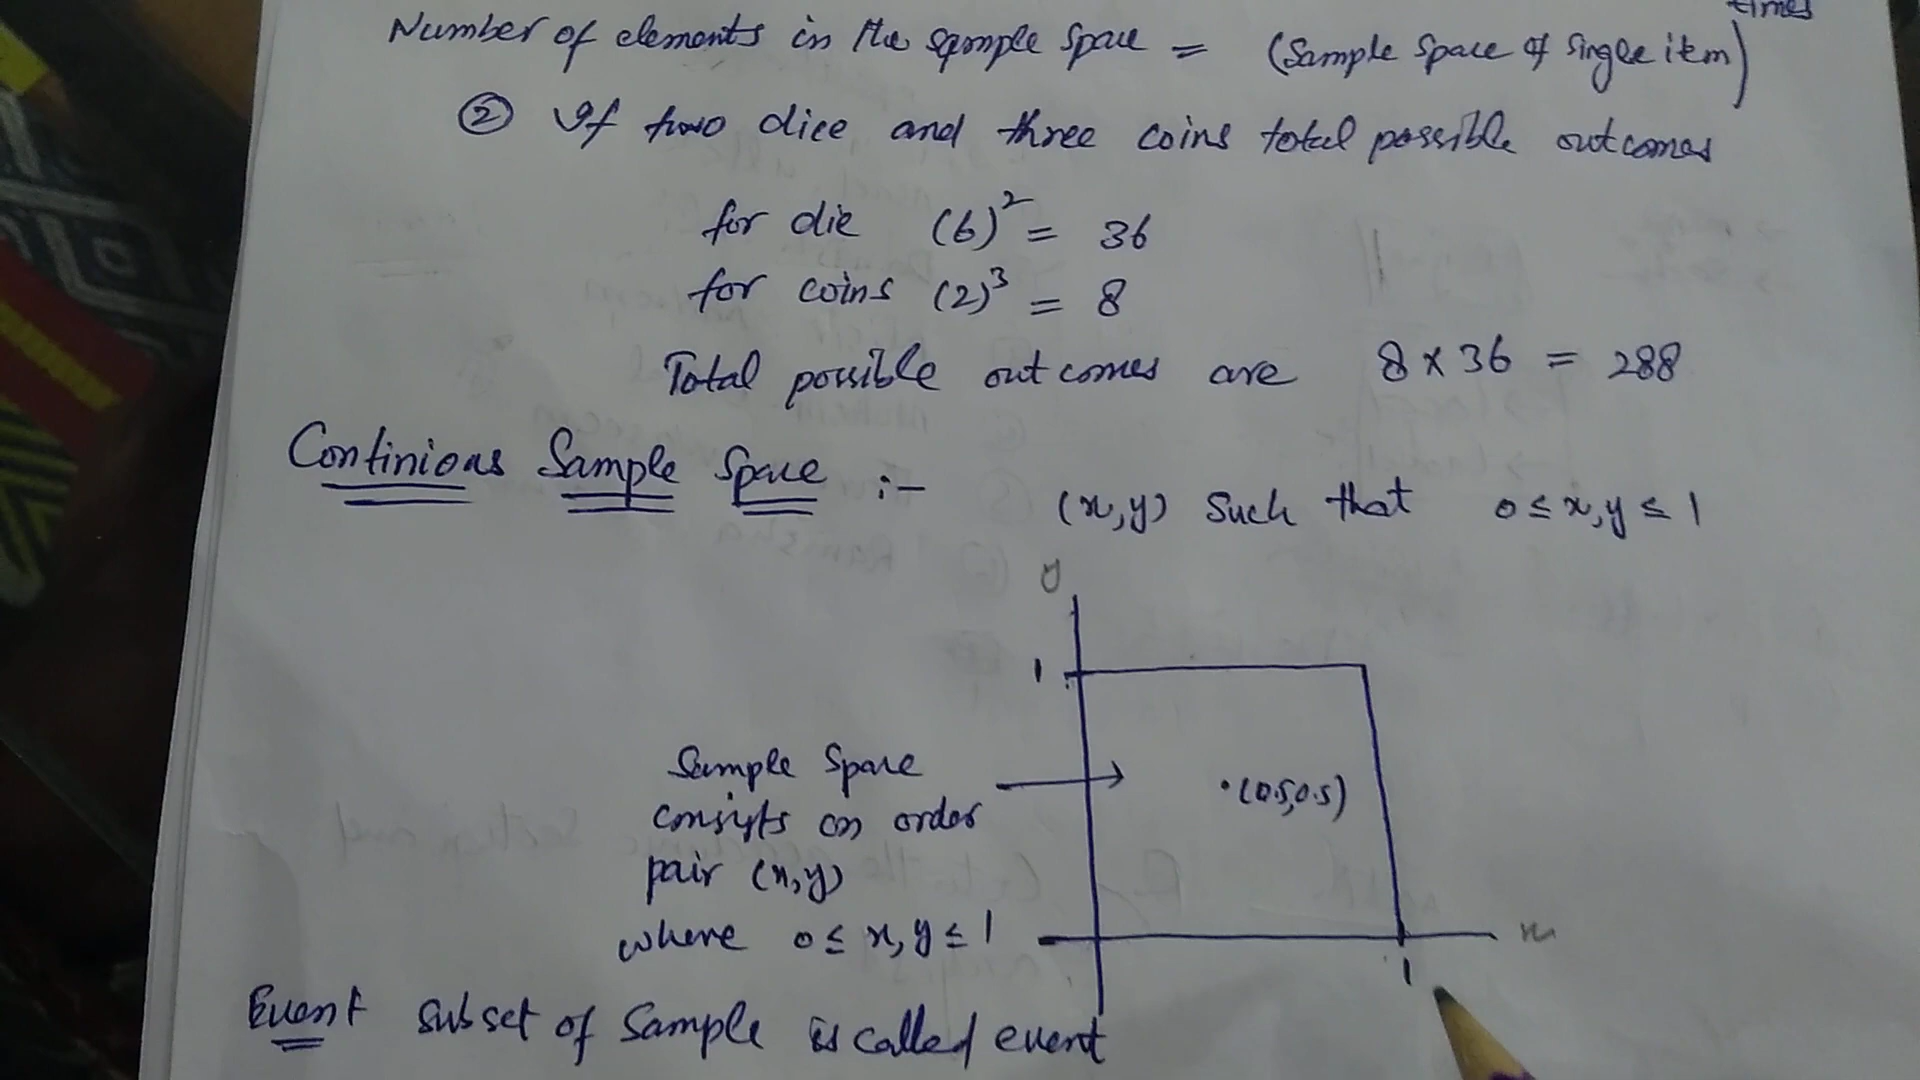 times
Number of elements in the sample space = (Sample Space of Single item)
② If two dice and three coins total possible outcomes
for die (6)² = 36
for coins (2)³ = 8
Total possible outcomes are 8 × 36 = 288
Continious Sample Space :-
(x,y) Such that 0 ≤ x,y ≤ 1
y
1
Sample Space
consists on order
pair (x,y)
where 0 ≤ x,y ≤ 1
•(0.5,0.5)
x
1
Event subset of Sample is called event